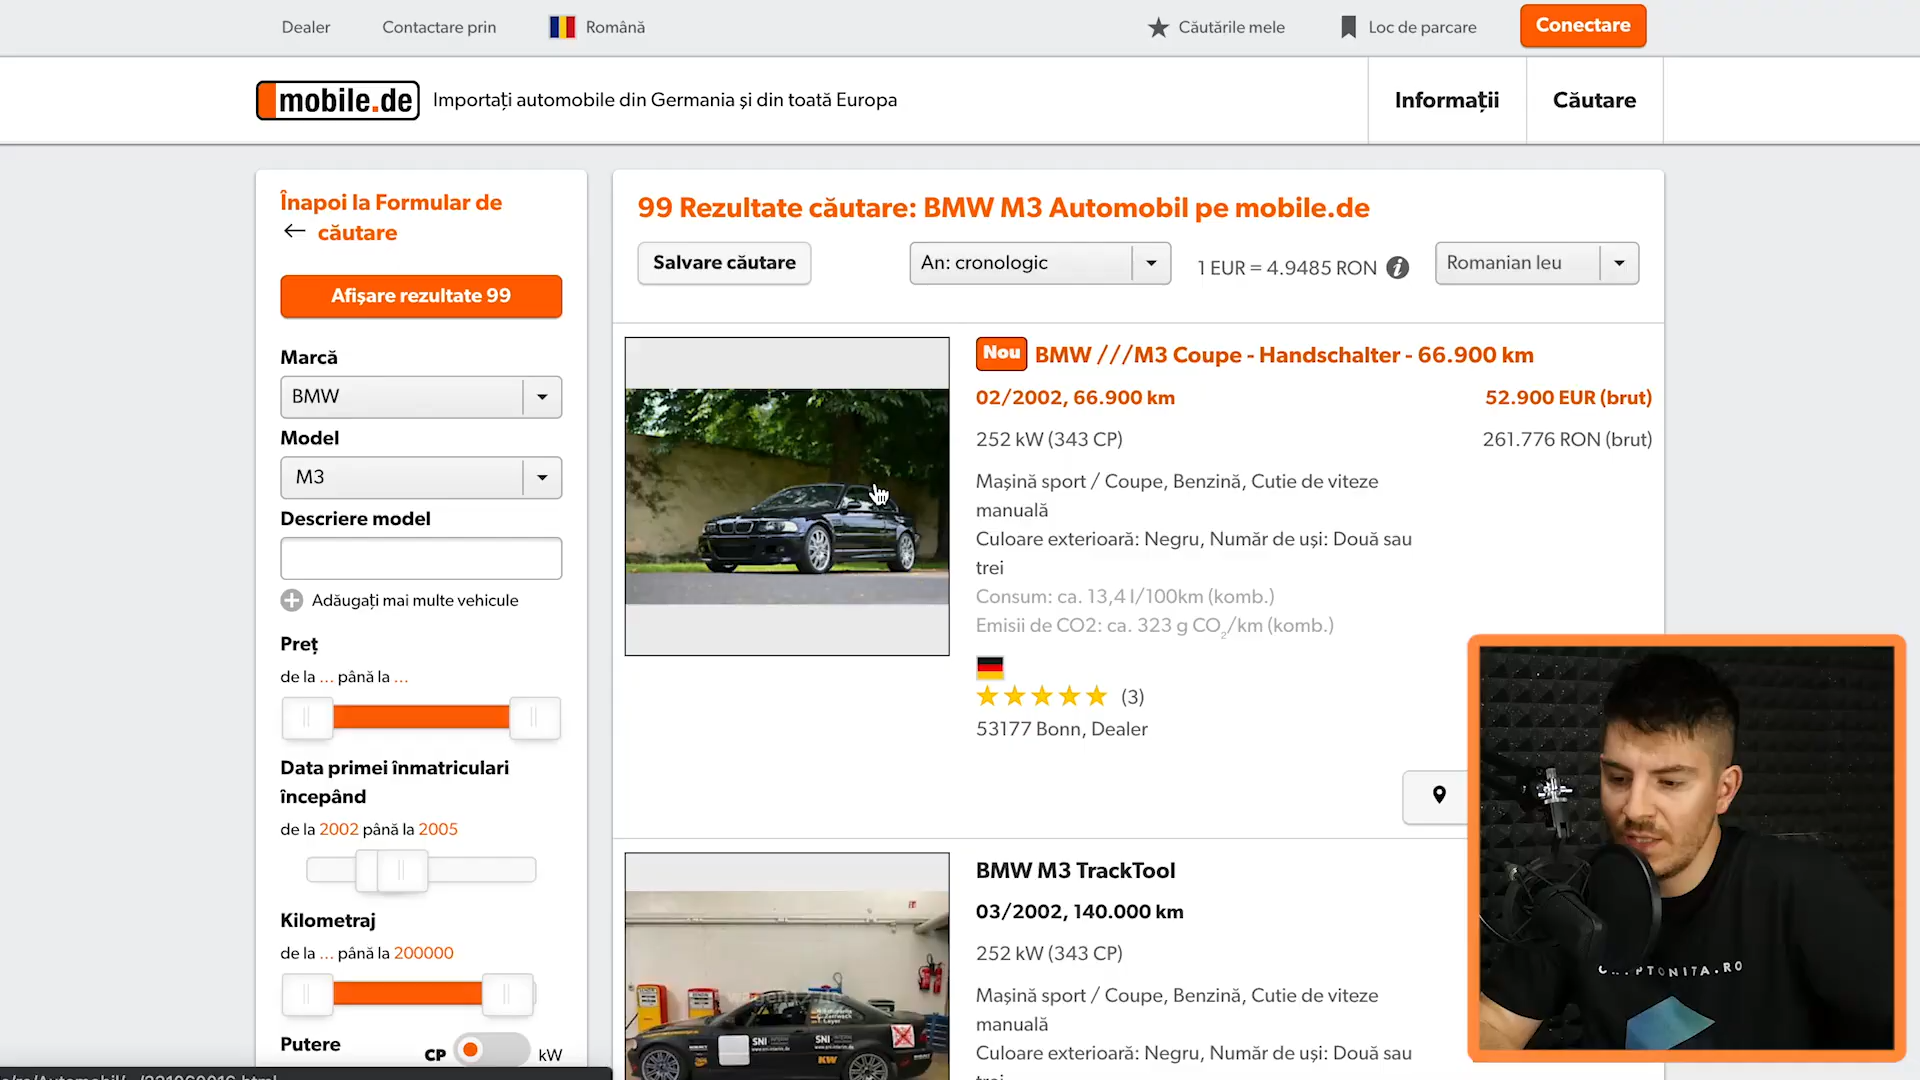 Dealer
Contactare prin
Română
Căutările mele
Loc de parcare
Conectare
mobile.de
Importați automobile din Germania și din toată Europa
Informații
Căutare
Înapoi la Formular de
căutare
Afișare rezultate 99
Marcă
BMW
Model
M3
Descriere model
Adăugați mai multe vehicule
Preț
de la ... până la ...
Data primei înmatriculari
începând
de la 2002 până la 2005
Kilometraj
de la ... până la 200000
Putere
CP
kW
99 Rezultate căutare: BMW M3 Automobil pe mobile.de
Salvare căutare
An: cronologic
1 EUR = 4.9485 RON
Romanian leu
Nou BMW ///M3 Coupe - Handschalter - 66.900 km
02/2002, 66.900 km
52.900 EUR (brut)
252 kW (343 CP)
261.776 RON (brut)
Mașină sport / Coupe, Benzină, Cutie de viteze
manuală
Culoare exterioară: Negru, Număr de uși: Două sau
trei
Consum: ca. 13,4 l/100km (komb.)
Emisii de CO2: ca. 323 g CO2/km (komb.)
(3)
53177 Bonn, Dealer
BMW M3 TrackTool
03/2002, 140.000 km
252 kW (343 CP)
Mașină sport / Coupe, Benzină, Cutie de viteze
manuală
Culoare exterioară: Negru, Număr de uși: Două sau
SNI
SNI
KW